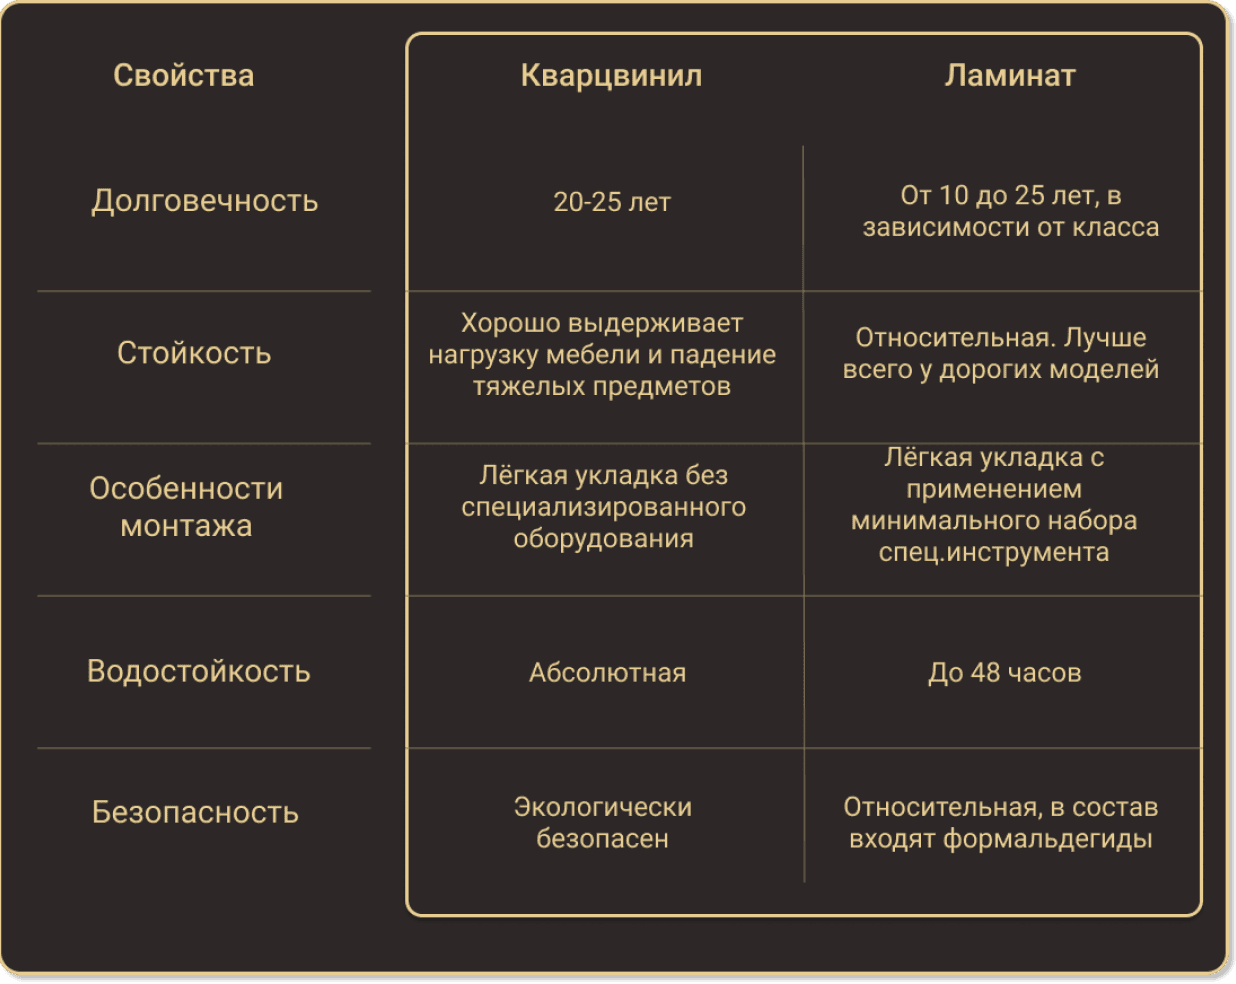 Свойства
Кварцвинил
Ламинат
Долговечность
20-25 лет
От 10 до 25 лет, в
зависимости от класса
Стойкость
Хорошо выдерживает
нагрузку мебели и падение
тяжелых предметов
Относительная. Лучше
всего у дорогих моделей
Особенности
монтажа
Лёгкая укладка без
специализированного
оборудования
Лёгкая укладка с
применением
минимального набора
спец.инструмента
Водостойкость
Абсолютная
До 48 часов
Безопасность
Экологически
безопасен
Относительная, в состав
входят формальдегиды